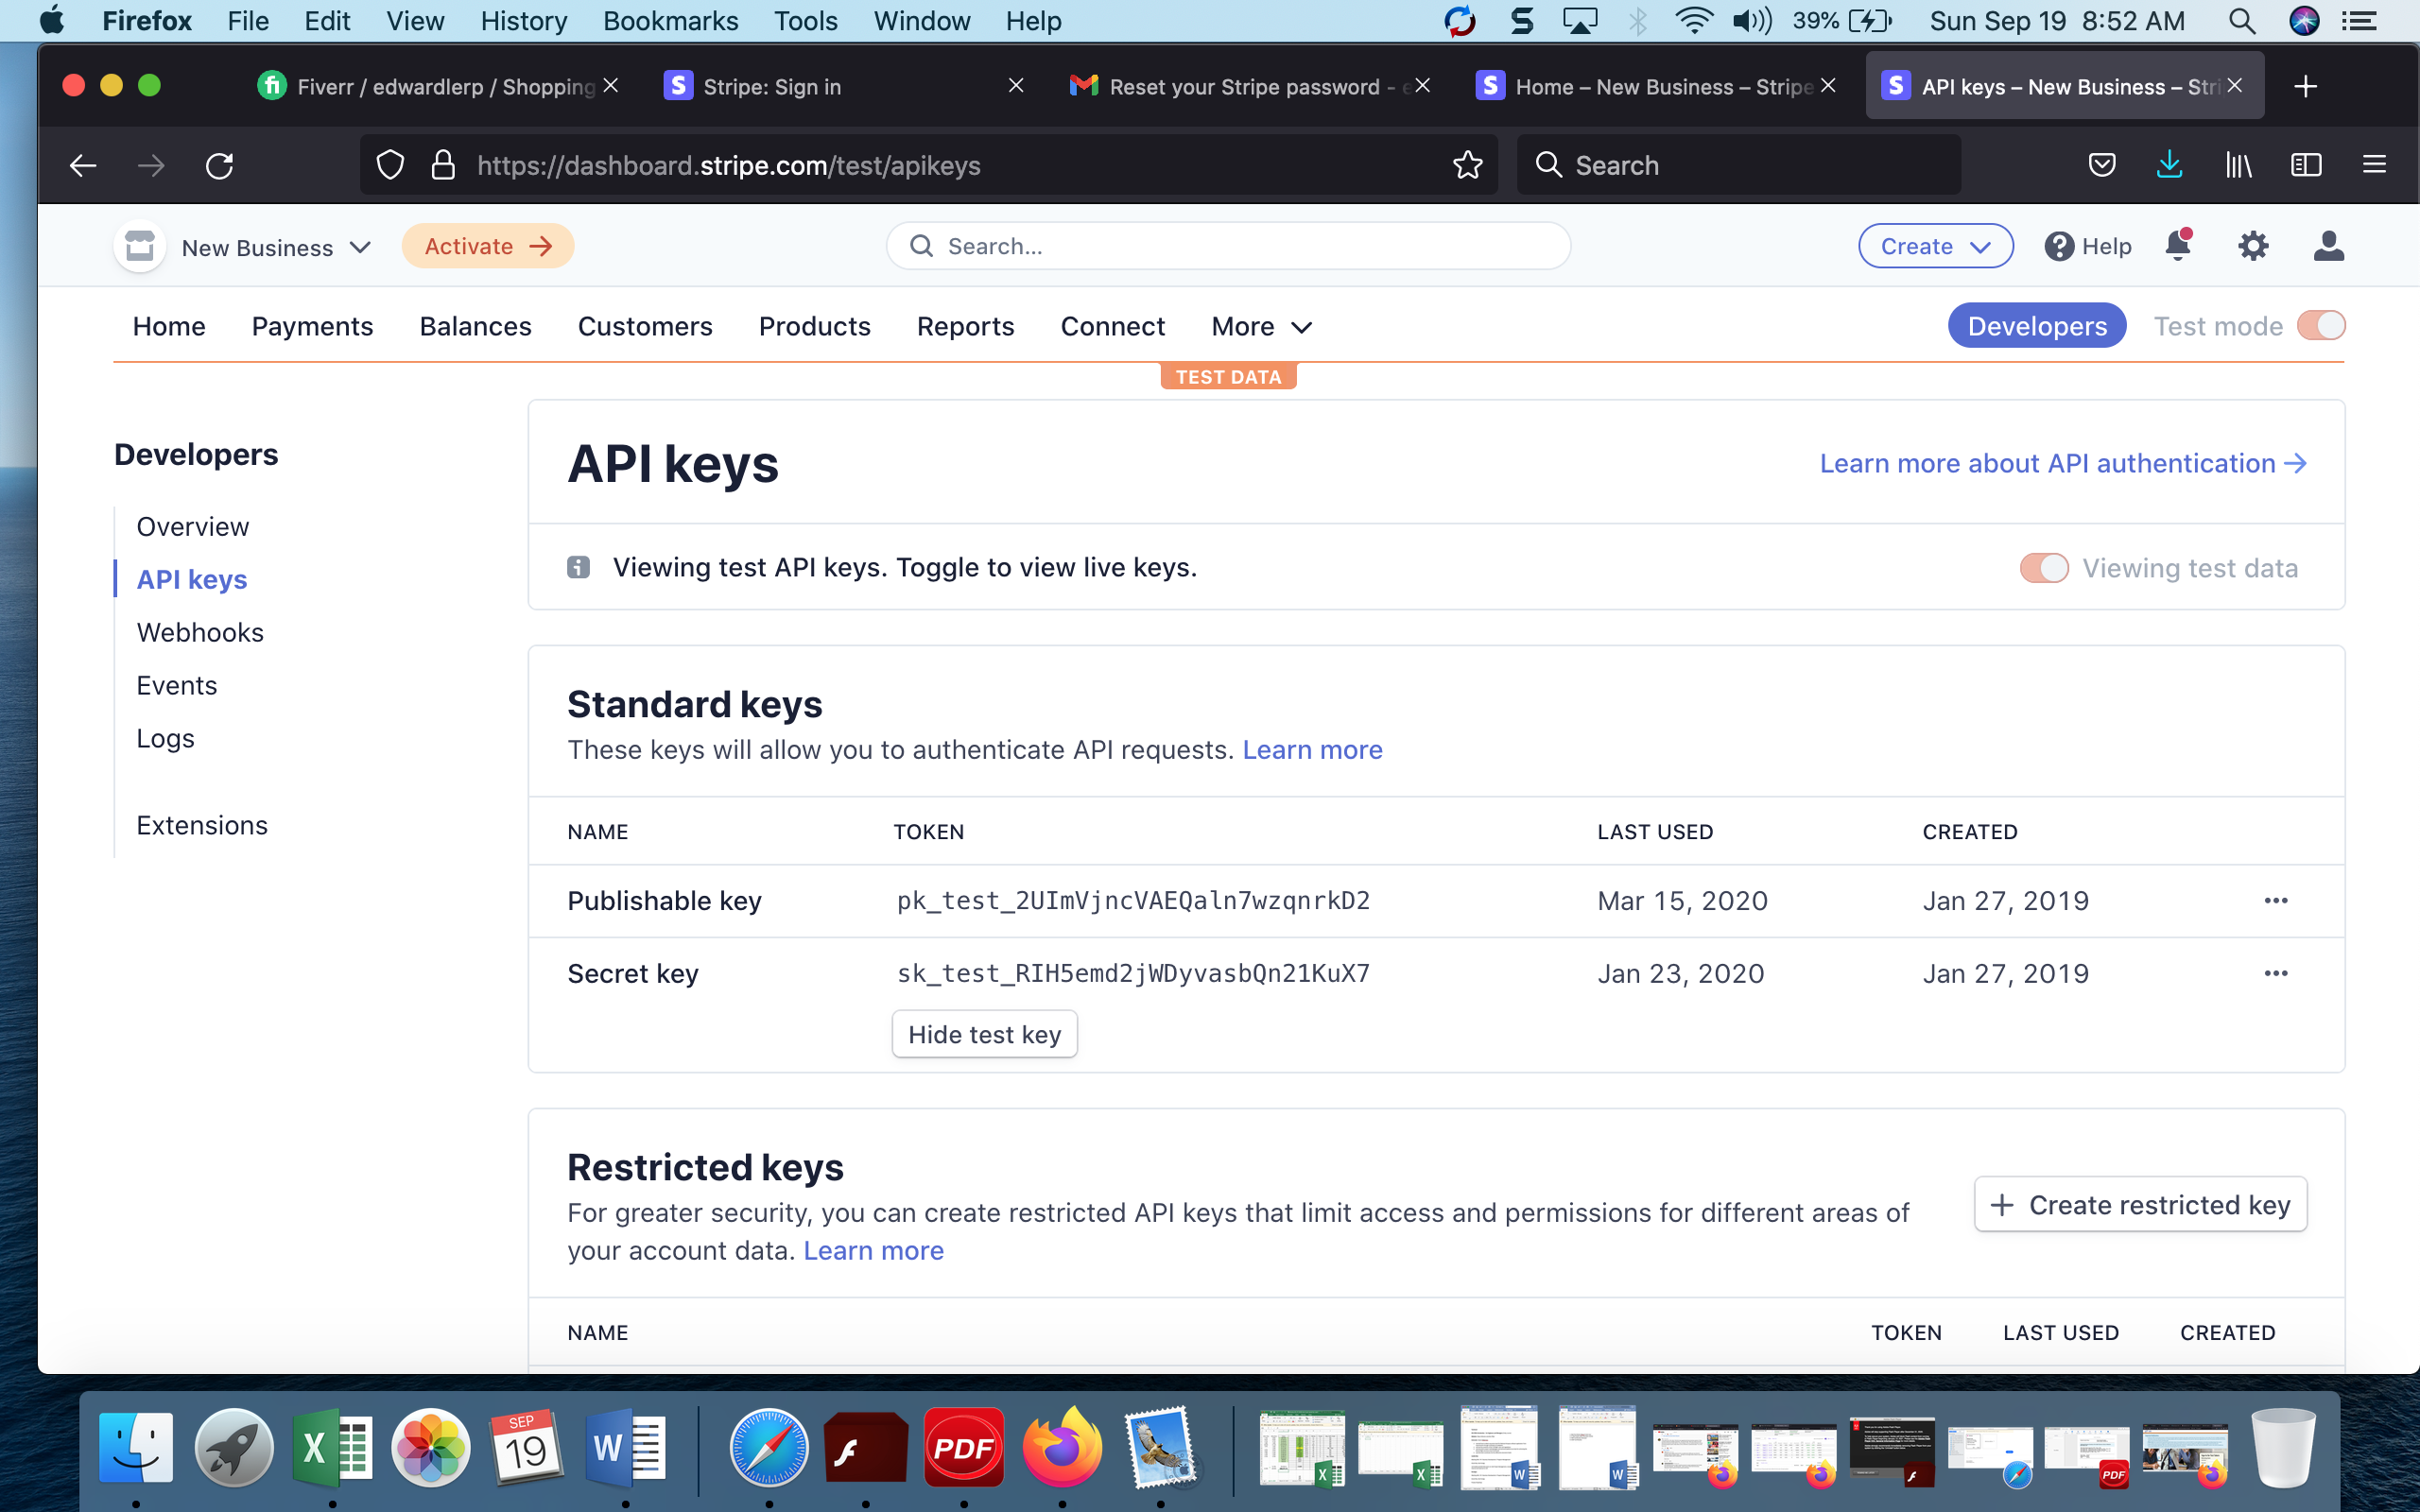 Firefox File Edit View History Bookmarks Tools Window Help 39% Sun Sep 19 8:52 AM
Fiverr / edwardlerp / Shopping Stripe: Sign in Reset your Stripe password - e Home – New Business – Stripe API keys – New Business – Stri
https://dashboard.stripe.com/test/apikeys Search
New Business Activate Search... Create Help
Home Payments Balances Customers Products Reports Connect More Developers Test mode
TEST DATA
Developers
Overview
API keys
Webhooks
Events
Logs
Extensions
API keys Learn more about API authentication
Viewing test API keys. Toggle to view live keys. Viewing test data
Standard keys
These keys will allow you to authenticate API requests. Learn more
NAME TOKEN LAST USED CREATED
Publishable key pk_test_2UImVjncVAEQaln7wzqnrkD2 Mar 15, 2020 Jan 27, 2019
Secret key sk_test_RIH5emd2jWDyvasbQn21KuX7 Jan 23, 2020 Jan 27, 2019
Hide test key
Restricted keys
For greater security, you can create restricted API keys that limit access and permissions for different areas of
your account data. Learn more
Create restricted key
NAME TOKEN LAST USED CREATED
SEP
19
PDF